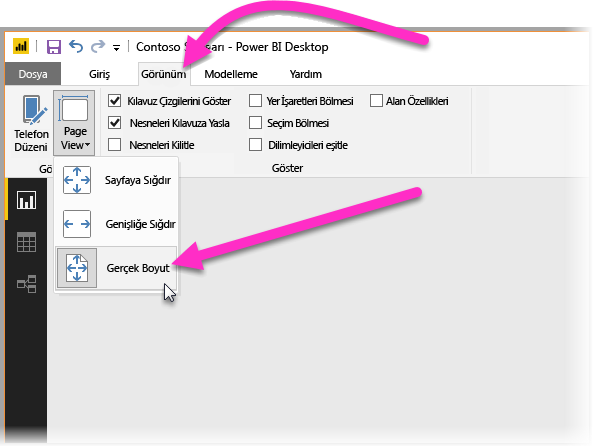 Contoso S arı - Power BI Desktop
Dosya Giriş Görünüm Modelleme Yardım
Telefon Düzeni
Page View
Kılavuz Çizgilerini Göster
Nesneleri Kılavuza Yasla
Nesneleri Kilitle
Yer İşaretleri Bölmesi
Seçim Bölmesi
Dilimleyicileri eşitle
Alan Özellikleri
Gö
Göster
Sayfaya Sığdır
Genişliğe Sığdır
Gerçek Boyut